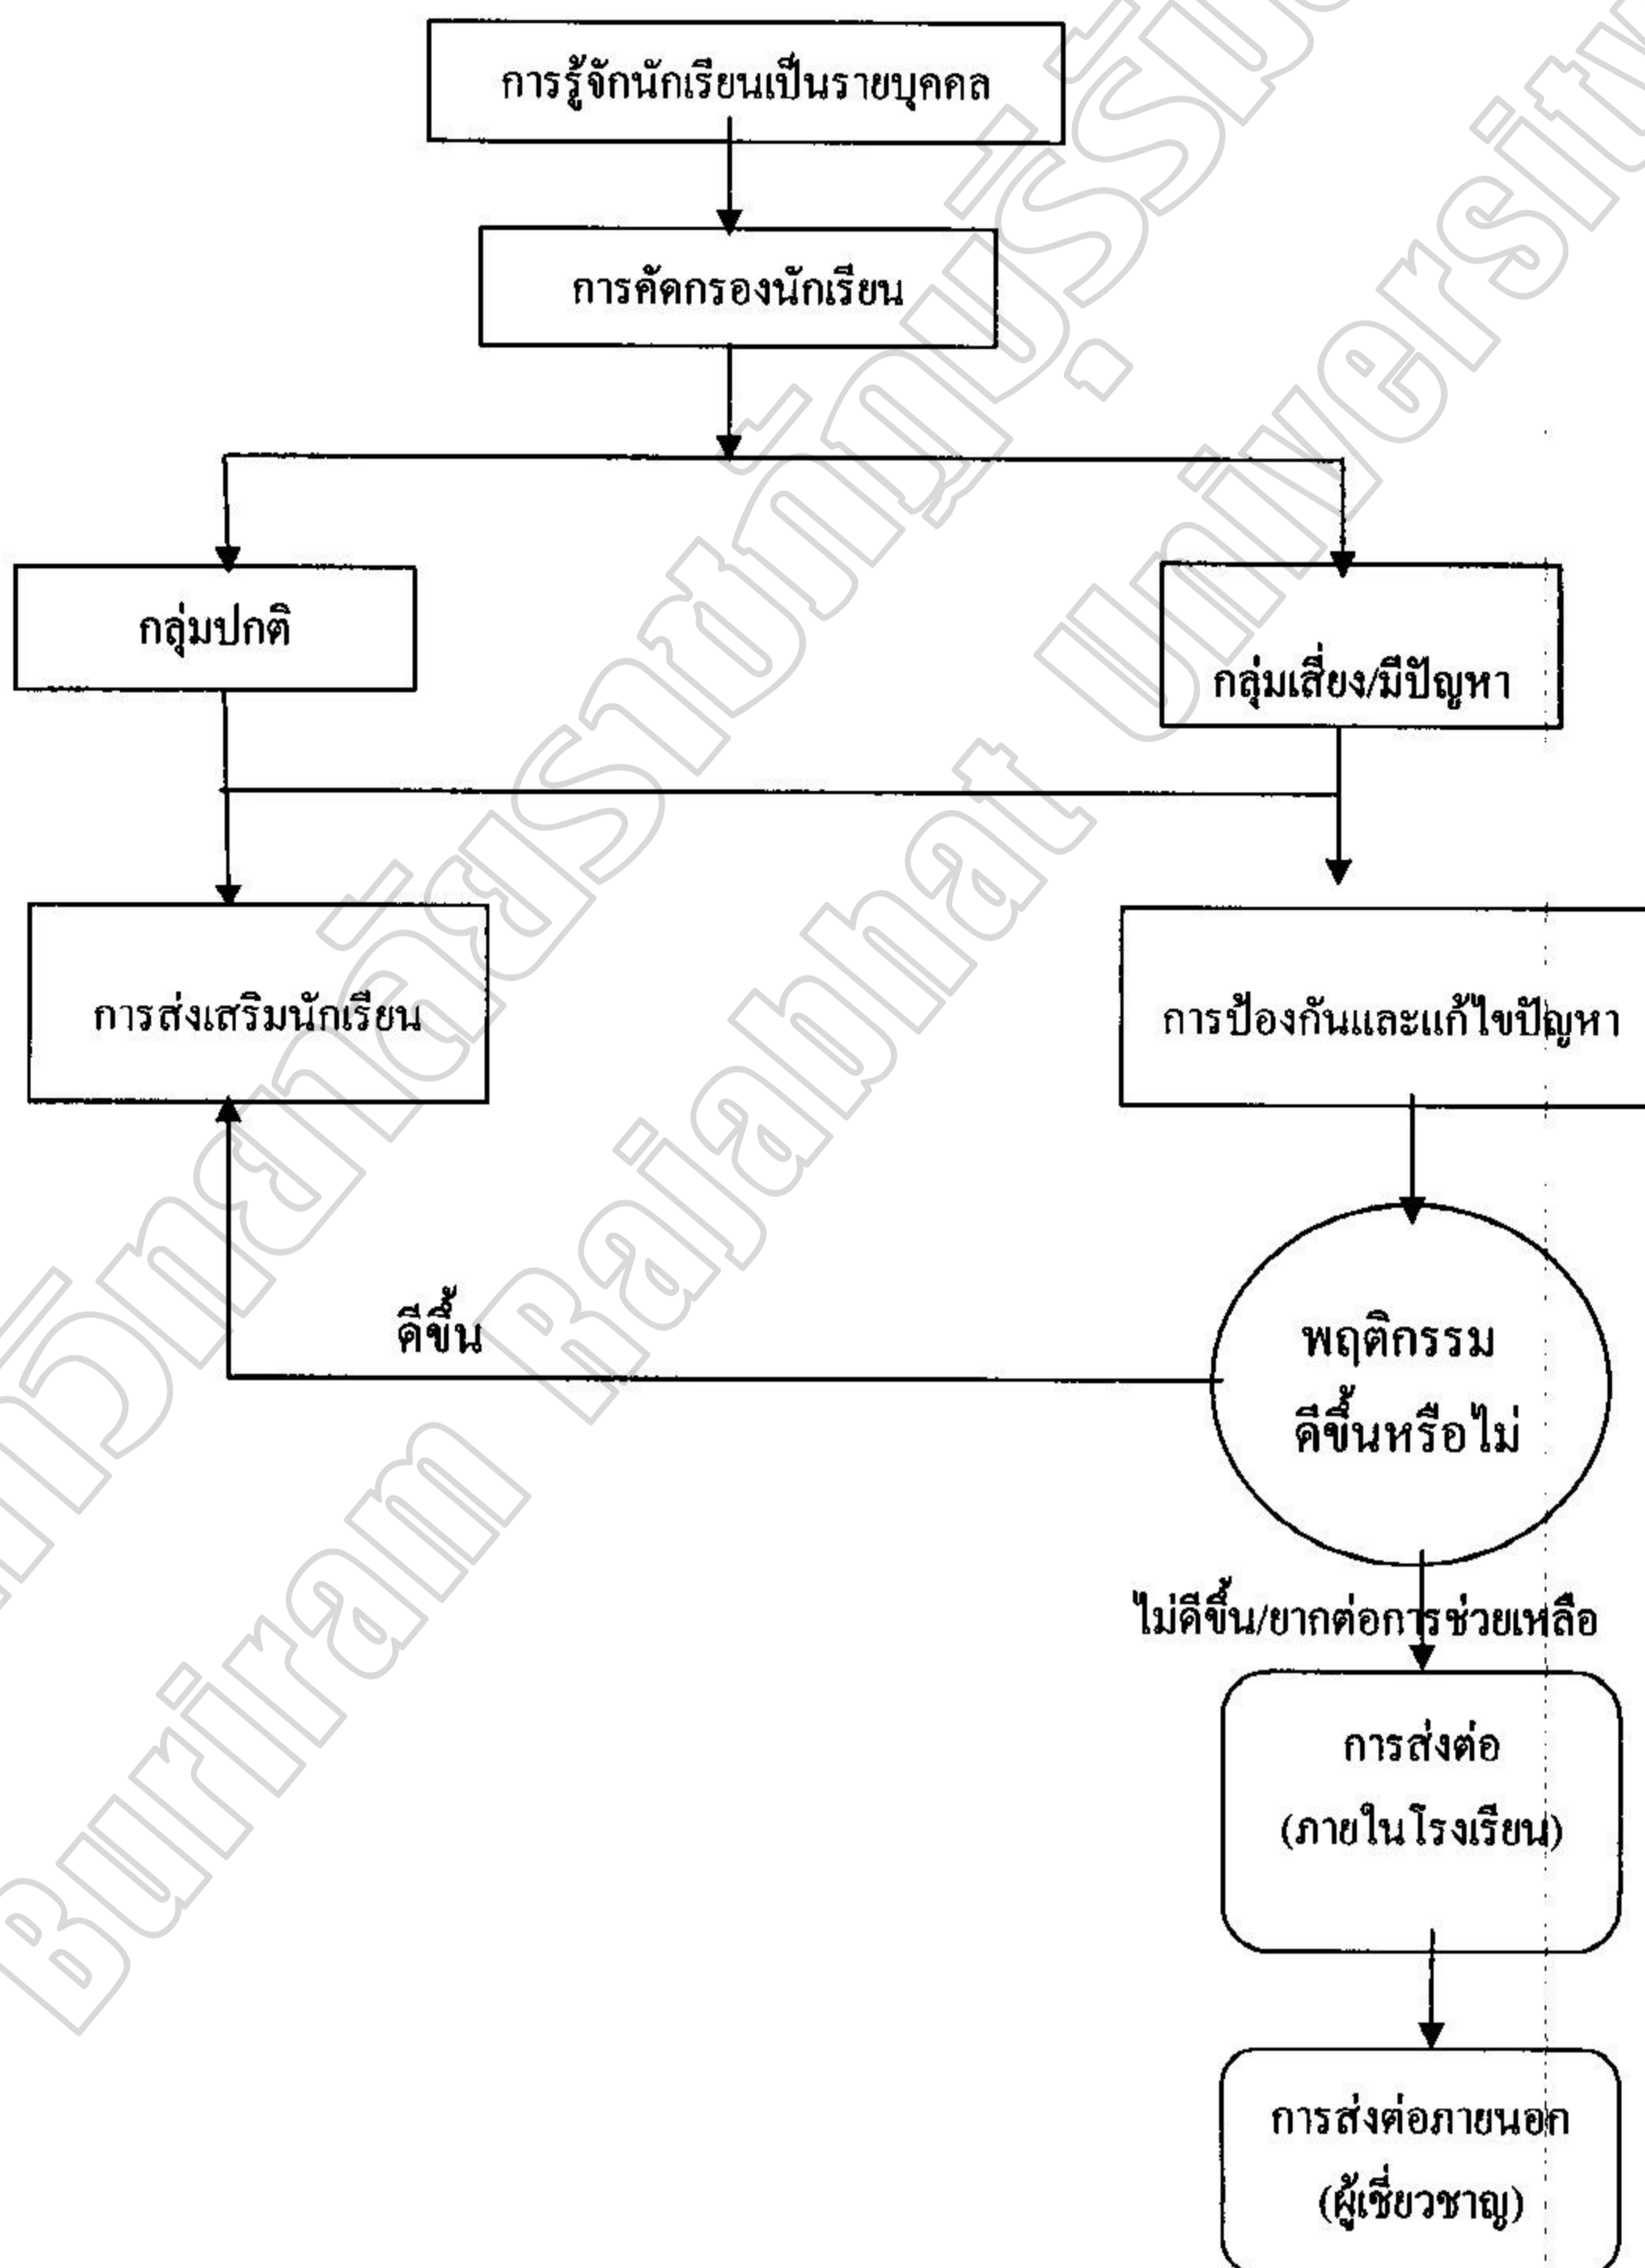 การรู้จักนักเรียนเป็นรายบุคคล
การคัดกรองนักเรียน
กลุ่มปกติ
กลุ่มเสี่ยง/มีปัญหา
การส่งเสริมนักเรียน
การป้องกันและแก้ไขปัญหา
ดีขึ้น
พฤติกรรม
ดีขึ้นหรือไม่
ไม่ดีขึ้น/ยากต่อการช่วยเหลือ
การส่งต่อ
(ภายในโรงเรียน)
การส่งต่อภายนอก
(ผู้เชี่ยวชาญ)
Buriram Rajabhat University